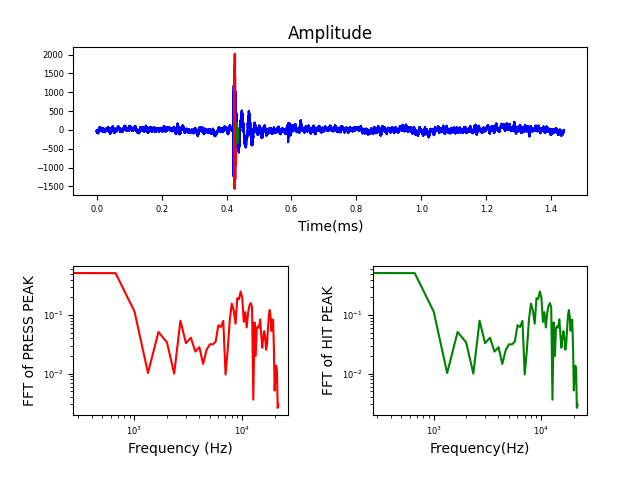 Amplitude
2000
1500
1000
500
0
−500
−1000
−1500
0.0 0.2 0.4 0.6 0.8 1.0 1.2 1.4
Time(ms)
FFT of PRESS PEAK
10⁻¹
10⁻²
10³ 10⁴
Frequency (Hz)
FFT of HIT PEAK
10⁻¹
10⁻²
10³ 10⁴
Frequency(Hz)